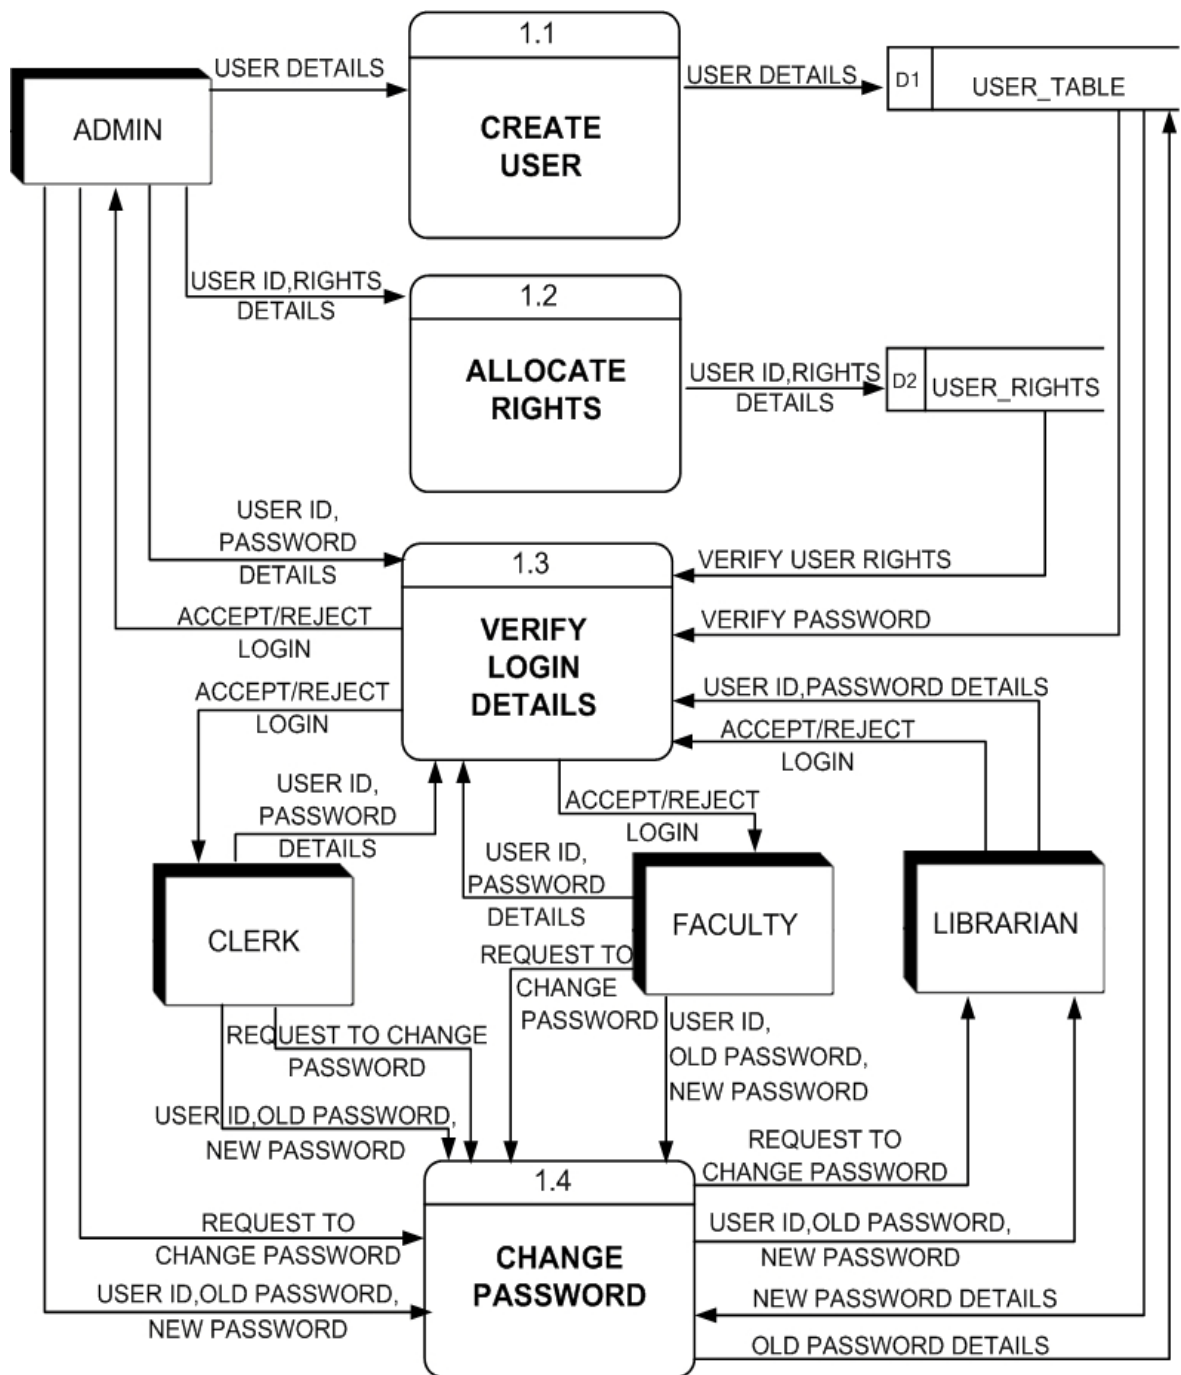 1.1
USER DETAILS
CREATE
USER
USER DETAILS
D1
USER_TABLE
ADMIN
USER ID,RIGHTS
DETAILS
1.2
ALLOCATE
RIGHTS
USER ID,RIGHTS
DETAILS
D2
USER_RIGHTS
USER ID,
PASSWORD
DETAILS
1.3
VERIFY
LOGIN
DETAILS
VERIFY USER RIGHTS
VERIFY PASSWORD
ACCEPT/REJECT
LOGIN
ACCEPT/REJECT
LOGIN
USER ID,PASSWORD DETAILS
ACCEPT/REJECT
LOGIN
USER ID,
PASSWORD
DETAILS
ACCEPT/REJECT
LOGIN
USER ID,
PASSWORD
DETAILS
CLERK
FACULTY
LIBRARIAN
REQUEST TO
CHANGE
PASSWORD
USER ID,
OLD PASSWORD,
NEW PASSWORD
REQUEST TO CHANGE
PASSWORD
USER ID,OLD PASSWORD,
NEW PASSWORD
REQUEST TO
CHANGE PASSWORD
1.4
CHANGE
PASSWORD
REQUEST TO
CHANGE PASSWORD
USER ID,OLD PASSWORD,
NEW PASSWORD
USER ID,OLD PASSWORD,
NEW PASSWORD
NEW PASSWORD DETAILS
OLD PASSWORD DETAILS